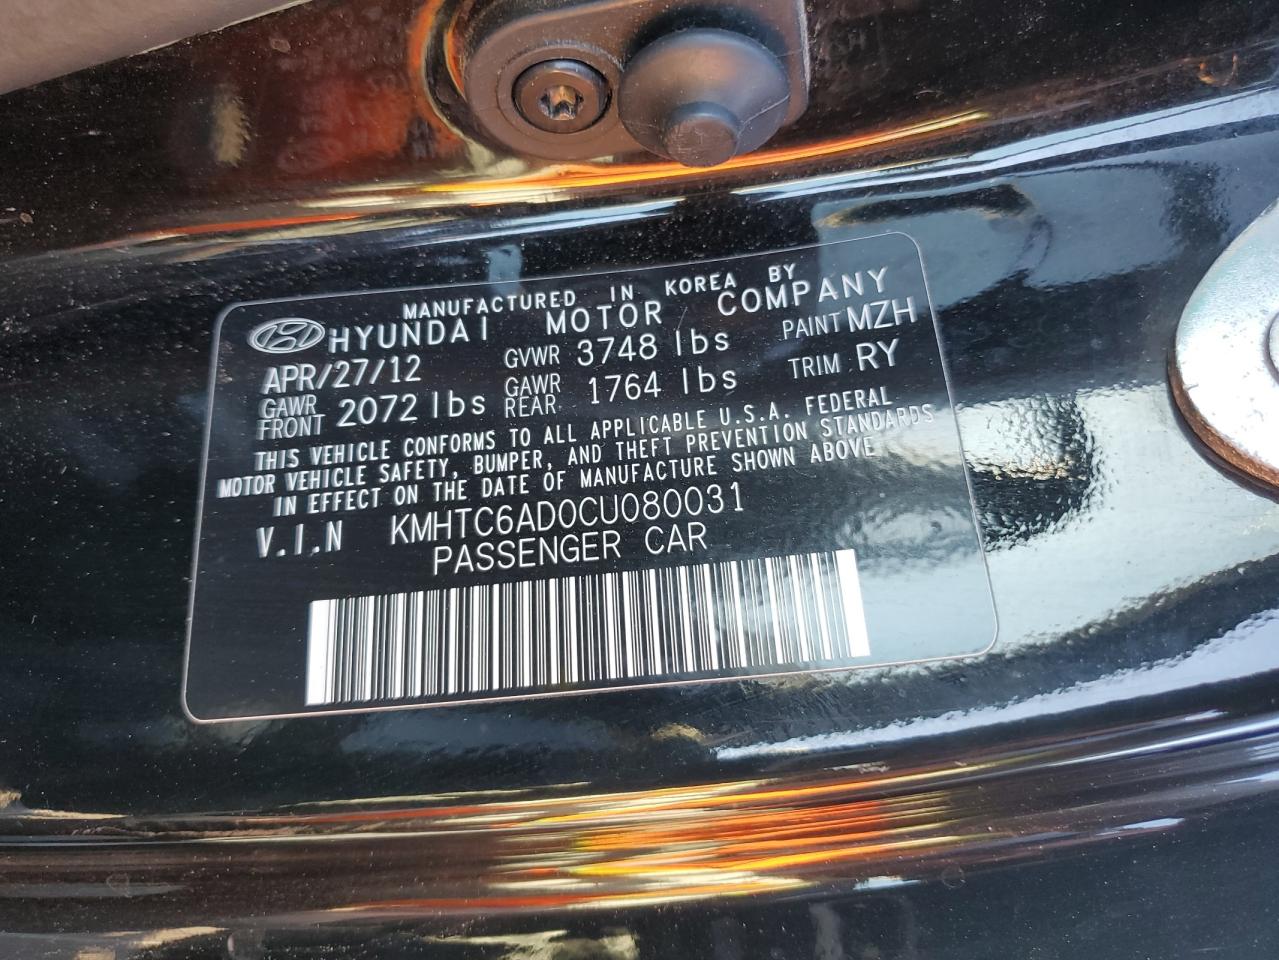 MANUFACTURED IN KOREA BY
HYUNDAI MOTOR COMPANY
APR/27/12 GVWR 3748 lbs PAINT MZH
GAWR FRONT 2072 lbs GAWR REAR 1764 lbs TRIM RY
THIS VEHICLE CONFORMS TO ALL APPLICABLE U.S.A. FEDERAL
MOTOR VEHICLE SAFETY, BUMPER, AND THEFT PREVENTION STANDARDS
IN EFFECT ON THE DATE OF MANUFACTURE SHOWN ABOVE
V.I.N KMHTC6AD0CU080031
PASSENGER CAR